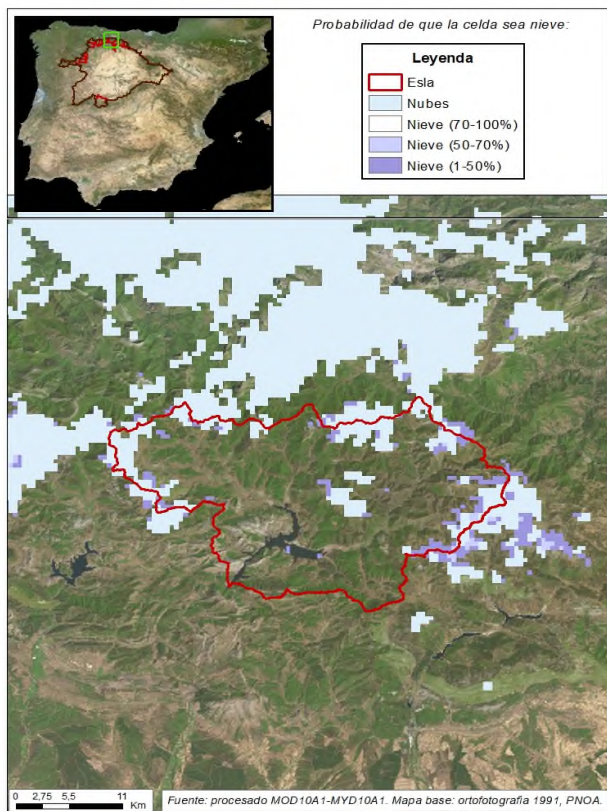 Probabilidad de que la celda sea nieve:
Leyenda
Esla
Nubes
Nieve (70-100%)
Nieve (50-70%)
Nieve (1-50%)
0 2,75 5,5 11
Km
Fuente: procesado MOD10A1-MYD10A1. Mapa base: ortofotografia 1991, PNOA.